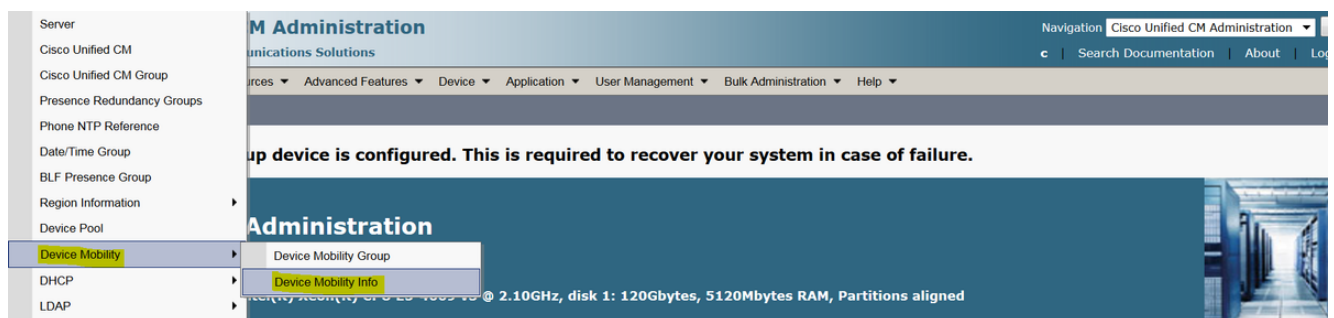 Server
Cisco Unified CM
Cisco Unified CM Group
Presence Redundancy Groups
Phone NTP Reference
Date/Time Group
BLF Presence Group
Region Information
Device Pool
Device Mobility
DHCP
LDAP
Device Mobility Group
Device Mobility Info
M Administration
unications Solutions
Navigation Cisco Unified CM Administration
c | Search Documentation | About | Log
urces Advanced Features Device Application User Management Bulk Administration Help
up device is configured. This is required to recover your system in case of failure.
Administration
@ 2.10GHz, disk 1: 120Gbytes, 5120Mbytes RAM, Partitions aligned